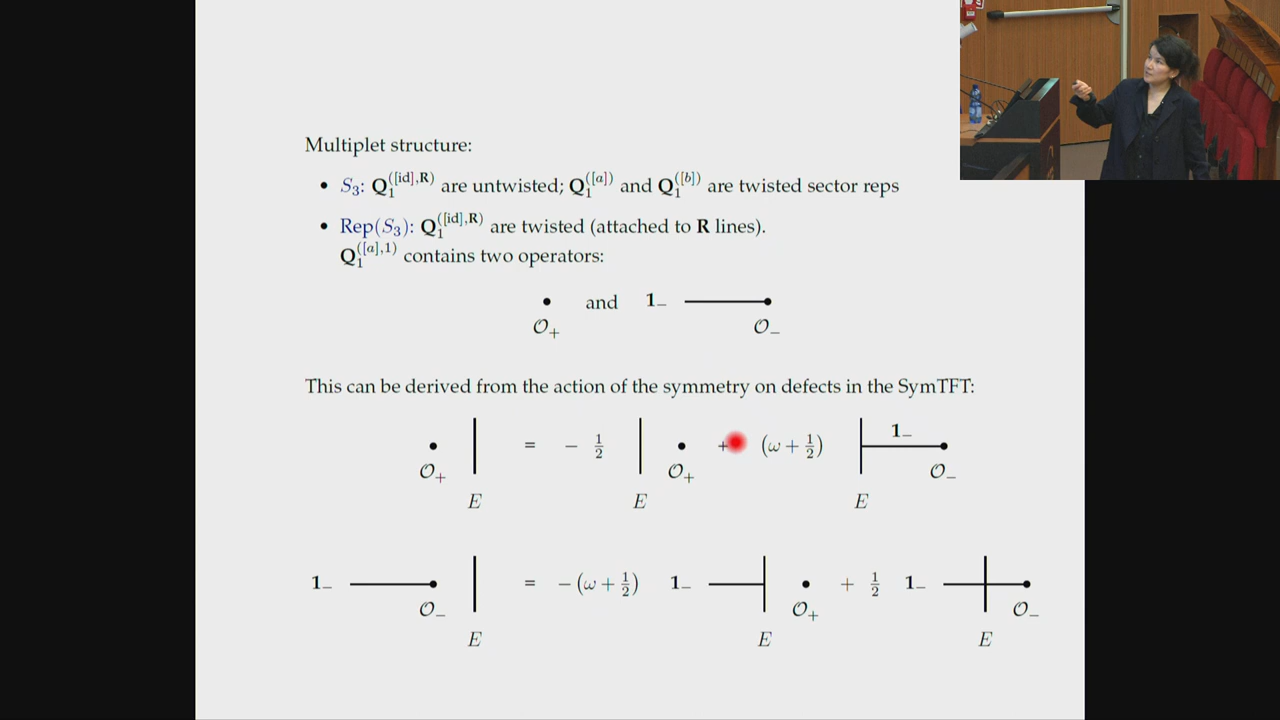 Multiplet structure:
• S₃: Q₁^([id],R) are untwisted; Q₁^([a]) and Q₁^([b]) are twisted sector reps
• Rep(S₃): Q₁^([id],R) are twisted (attached to R lines).
Q₁^([a],1) contains two operators:
and 1₋
O₊ O₋
This can be derived from the action of the symmetry on defects in the SymTFT:
1₋
= − 1/2 + (ω + 1/2)
O₊ O₊ O₋
E E E
1₋ = −(ω + 1/2) 1₋ + 1/2 1₋
O₋ O₊ O₋
E E E